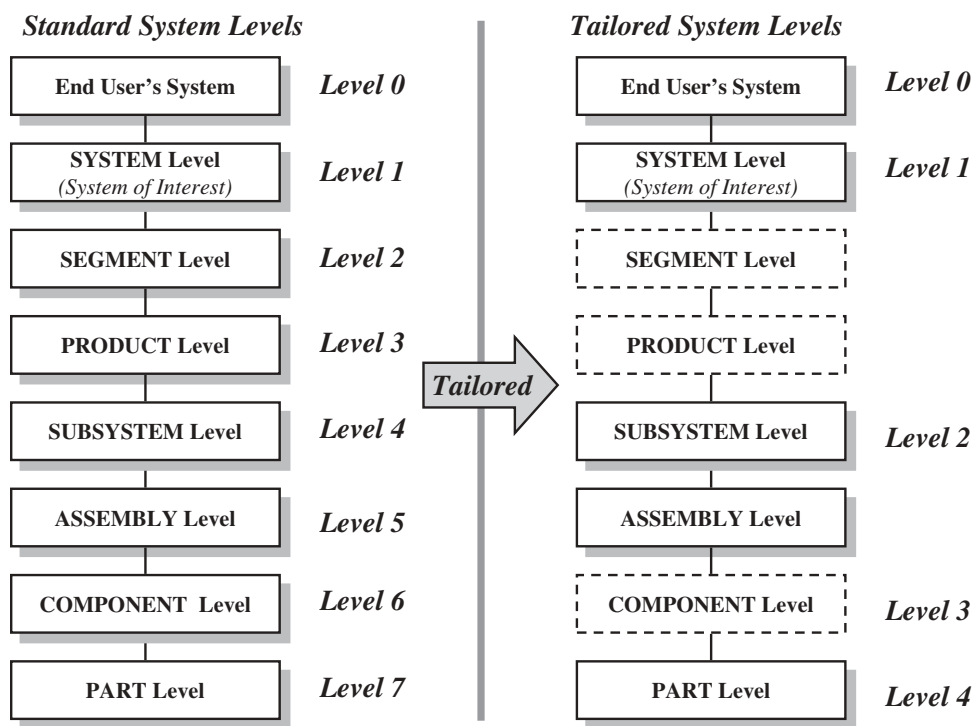 Standard System Levels
End User's System
Level 0
SYSTEM Level
(System of Interest)
Level 1
SEGMENT Level
Level 2
PRODUCT Level
Level 3
SUBSYSTEM Level
Level 4
ASSEMBLY Level
Level 5
COMPONENT Level
Level 6
PART Level
Level 7
Tailored
Tailored System Levels
End User's System
Level 0
SYSTEM Level
(System of Interest)
Level 1
SEGMENT Level
PRODUCT Level
SUBSYSTEM Level
Level 2
ASSEMBLY Level
COMPONENT Level
Level 3
PART Level
Level 4